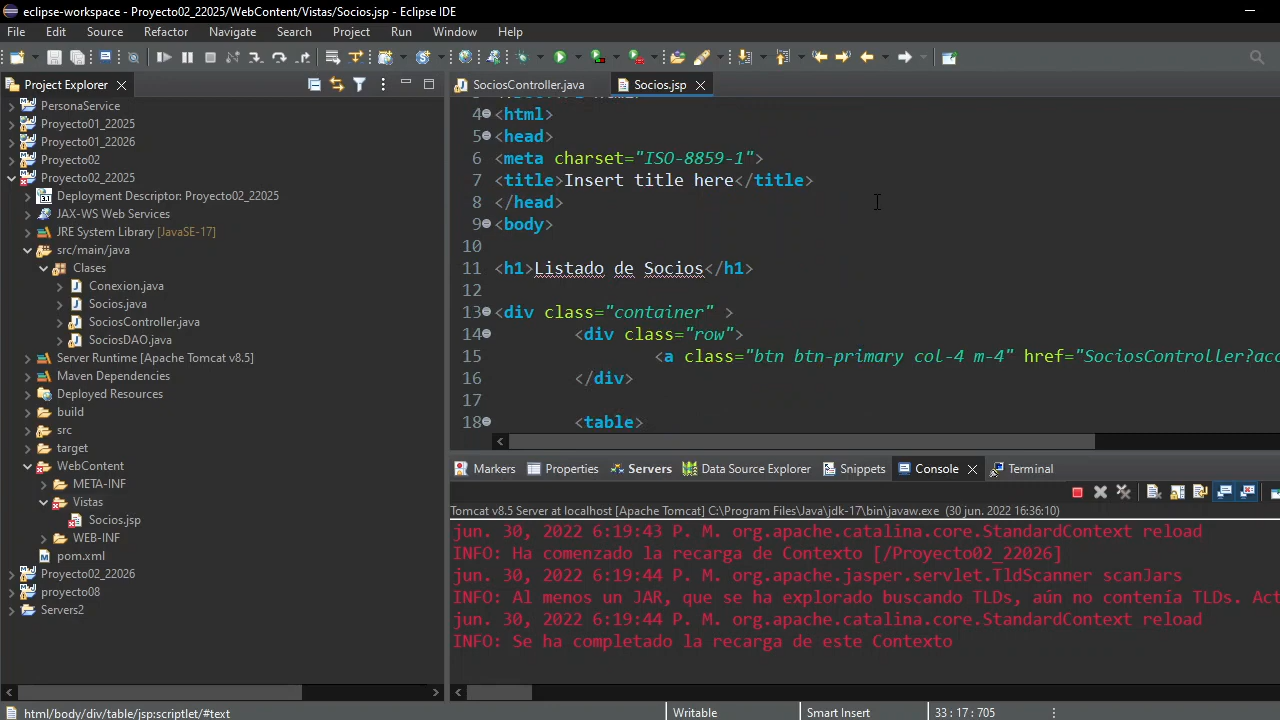 eclipse-workspace - Proyecto02_22025/WebContent/Vistas/Socios.jsp - Eclipse IDE
File Edit Source Refactor Navigate Search Project Run Window Help
Project Explorer
PersonaService
Proyecto01_22025
Proyecto01_22026
Proyecto02
Proyecto02_22025
Deployment Descriptor: Proyecto02_22025
JAX-WS Web Services
JRE System Library [JavaSE-17]
src/main/java
Clases
Conexion.java
Socios.java
SociosController.java
SociosDAO.java
Server Runtime [Apache Tomcat v8.5]
Maven Dependencies
Deployed Resources
build
src
target
WebContent
META-INF
Vistas
Socios.jsp
WEB-INF
pom.xml
Proyecto02_22026
proyecto08
Servers2
SociosController.java Socios.jsp
4 <html>
5 <head>
6 <meta charset="ISO-8859-1">
7 <title>Insert title here</title>
8 </head>
9 <body>
10
11 <h1>Listado de Socios</h1>
12
13 <div class="container" >
14 <div class="row">
15 <a class="btn btn-primary col-4 m-4" href="SociosController?acc
16 </div>
17
18 <table>
Markers Properties Servers Data Source Explorer Snippets Console Terminal
Tomcat v8.5 Server at localhost [Apache Tomcat] C:\Program Files\Java\jdk-17\bin\javaw.exe (30 jun. 2022 16:36:10)
jun. 30, 2022 6:19:43 P. M. org.apache.catalina.core.StandardContext reload
INFO: Ha comenzado la recarga de Contexto [/Proyecto02_22026]
jun. 30, 2022 6:19:44 P. M. org.apache.jasper.servlet.TldScanner scanJars
INFO: Al menos un JAR, que se ha explorado buscando TLDs, aún no contenía TLDs. Act
jun. 30, 2022 6:19:44 P. M. org.apache.catalina.core.StandardContext reload
INFO: Se ha completado la recarga de este Contexto
html/body/div/table/jsp:scriptlet/#text Writable Smart Insert 33 : 17 : 705